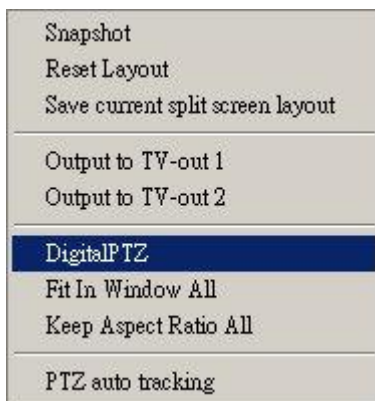 Snapshot
Reset Layout
Save current split screen layout
Output to TV-out 1
Output to TV-out 2
DigitalPTZ
Fit In Window All
Keep Aspect Ratio All
PTZ auto tracking